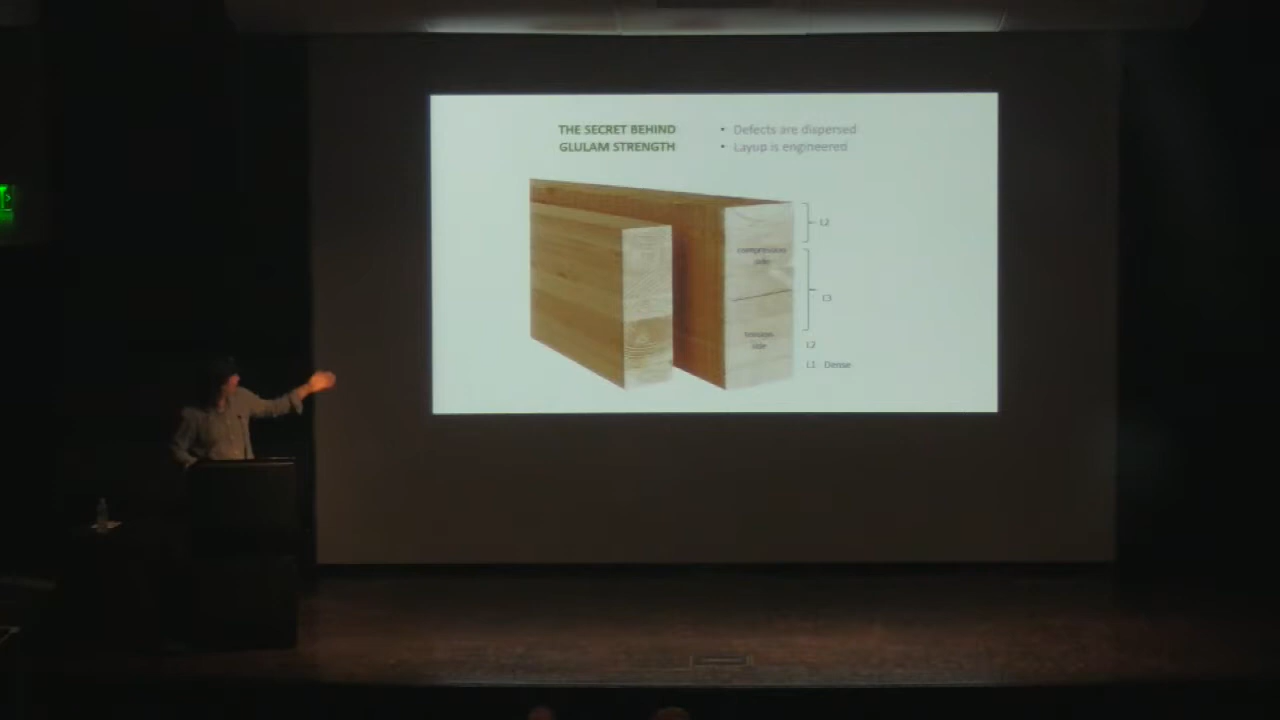 THE SECRET BEHIND
GLULAM STRENGTH
• Defects are dispersed
• Layup is engineered
L2
compression
side
L3
tension
side
L2
L1 Dense